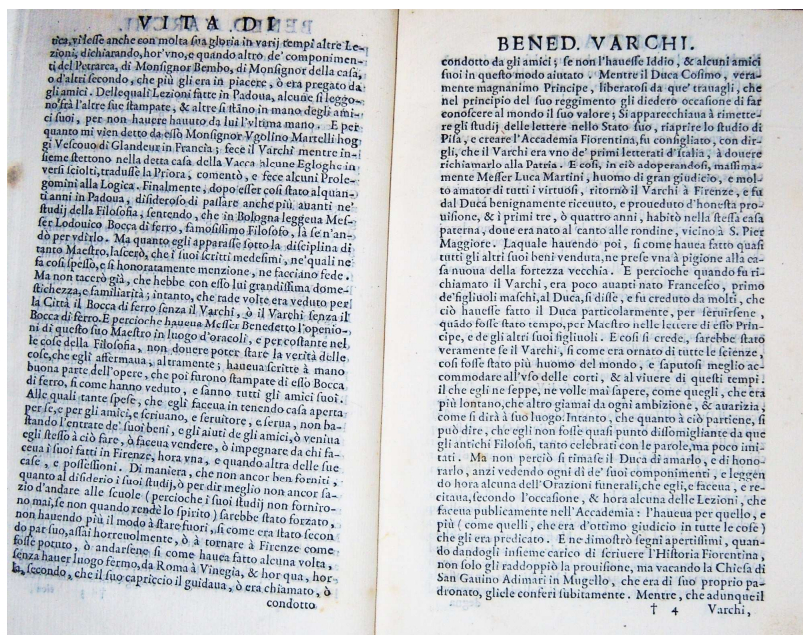 VITA DI
tica, vi lesse anche con molta sua gloria in varij tempi altre Le-
zioni, dichiarando, hor'vno, e quando altro de' componimen-
ti del Petrarca, di Monsignor Bembo, di Monsignor della casa,
o d'altri secondo, che più gli era in piacere, ò era pregato da
gli amici. Dellequali Lezioni fatte in Padoua, alcune si leggo-
no frà l'altre sue stampate, & altre si stāno in mano degli ami-
ci suoi, per non hauere hauuto da lui l'vltima mano. E per
quanto mi vien detto da esso Monsignor Vgolino Martelli hog
gi Vescouo di Glandeur in Francia; fece il Varchi mentre in-
sieme stettono nella detta casa della Vacca alcune Egloghe in
versi sciolti, tradusse la Priora, comentò, e fece alcuni Prole-
gomini alla Logica. Finalmente, dopo esser cosi stato alquan-
ti anni in Padoua, disideroso di passare anche più auanti ne'
studij della Filosofia, sentendo, che in Bologna leggeua Mes-
ser Lodouico Bocca di ferro, famosissimo Filosofo, là se n'an-
dò per vdirlo. Ma quanto egli apparasse sotto la disciplina di
tanto Maestro, lascerò, che i suoi scritti medesimi, ne'quali ne
fa cosi spesso, e si honoratamente menzione, ne facciano fede.
Ma non tacerò già, che hebbe con esso lui grandissima dome-
stichezza, e familiarità; intanto, che rade volte era veduto per
la Città il Bocca di ferro senza il Varchi, ò il Varchi senza il
Bocca di ferro. E percioche haueua Messer Benedetto l'openio-
ni di questo suo Maestro in luogo d'oracoli, e per costante nel
le cose della Filosofia, non douere poter stare la verità delle
cose, che egli affermaua, altramente; haueua scritte à mano
buona parte dell'opere, che poi furono stampate di esso Bocca
di ferro, si come hanno veduto, e sanno tutti gli amici suoi.
Alle quali tante spese, che egli faceua in tenendo casa aperta
per se, e per gli amici, e scriuano, e seruitore, e serua, non ba-
stando l'entrate de' suoi beni, e gli aiuti de gli amici, ò veniua
egli stesso à ciò fare, ò faceua vendere, ò impegnare da chi fa-
ceua i suoi fatti in Firenze, hora vna, e quando altra delle sue
case, e possessioni. Di maniera, che non ancor ben forniti,
quanto al disiderio i suoi studij, ò per dir meglio non ancor sa-
zio d'andare alle scuole (percioche i suoi studij non forniro-
no mai, se non quando rendè lo spirito) sarebbe stato forzato,
non hauendo più il modo à stare fuori, si come era stato secon
do par suo, assai horreuolmente, ò à tornare à Firenze come
fosse potuto, ò andarsene si come hauea fatto alcuna volta,
senza hauer luogo fermo, da Roma à Vinegia, & hor qua, hor
la, secondo, che il suo capriccio il guidaua, ò era chiamato, ò
condotto
BENED. VARCHI.
condotto da gli amici; se non l'hauesse Iddio, & alcuni amici
suoi in questo modo aiutato. Mentre il Duca Cosimo, vera-
mente magnanimo Principe, liberatosi da que' trauagli, che
nel principio del suo reggimento gli diedero occasione di far
conoscere al mondo il suo valore; Si apparecchiaua à rimette-
re gli studij delle lettere nello Stato suo, riaprire lo studio di
Pisa, e creare l'Accademia Fiorentina, fu consigliato, con dir-
gli, che il Varchi era vno de' primi letterati d'Italia, à douere
richiamarlo alla Patria. E cosi, in ciò adoperandosi, massima-
mente Messer Luca Martini, huomo di gran giudicio, e mol-
to amator di tutti i virtuosi, ritornò il Varchi à Firenze, e fu
dal Duca benignamente riceuuto, e proueduto d'honesta pro-
uisione, & i primi tre, ò quattro anni, habitò nella stessa casa
paterna, doue era nato al canto alle rondine, vicino à S. Pier
Maggiore. Laquale hauendo poi, si come hauea fatto quasi
tutti gli altri suoi beni venduta, ne prese vna à pigione alla ca-
sa nuoua della fortezza vecchia. E percioche quando fu ri-
chiamato il Varchi, era poco auanti nato Francesco, primo
de'figliuoli maschi, al Duca, si disse, e fu creduto da molti, che
ciò hauesse fatto il Duca particolarmente, per seruirsene,
quādo fosse stato tempo, per Maestro nelle lettere di esso Prin-
cipe, e de gli altri suoi figliuoli. E cosi si crede, sarebbe stato
veramente se il Varchi, si come era ornato di tutte le scienze,
cosi fosse stato più huomo del mondo, e saputosi meglio ac-
commodare all'vso delle corti, & al viuere di questi tempi.
il che egli ne seppe, ne volle mai sapere, come quegli, che era
più lontano, che altro giamai da ogni ambizione, & auarizia,
come si dirà à suo luogo. Intanto, che quanto à ciò partiene, si
può dire, che egli non fosse quasi punto dissomigliante da que
gli antichi Filosofi, tanto celebrati con le parole, ma poco imi-
tati. Ma non perciò si rimase il Duca di amarlo, e di hono-
rarlo, anzi vedendo ogni dì de' suoi componimenti, e leggen
do hora alcuna dell'Orazioni funerali, che egli, e faceua, e re-
citaua, secondo l'occasione, & hora alcuna delle Lezioni, che
faceua publicamente nell'Accademia: l'haueua per quello, e
più (come quelli, che era d'ottimo giudicio in tutte le cose)
che gli era predicato. E ne dimostrò segni apertissimi, quan-
do dandogli insieme carico di scriuere l'Historia Fiorentina,
non solo gli raddoppiò la prouisione, ma vacando la Chiesa di
San Gauino Adimari in Mugello, che era di suo proprio pa-
dronato, gliele conferì subitamente. Mentre, che adunque il
† 4 Varchi,